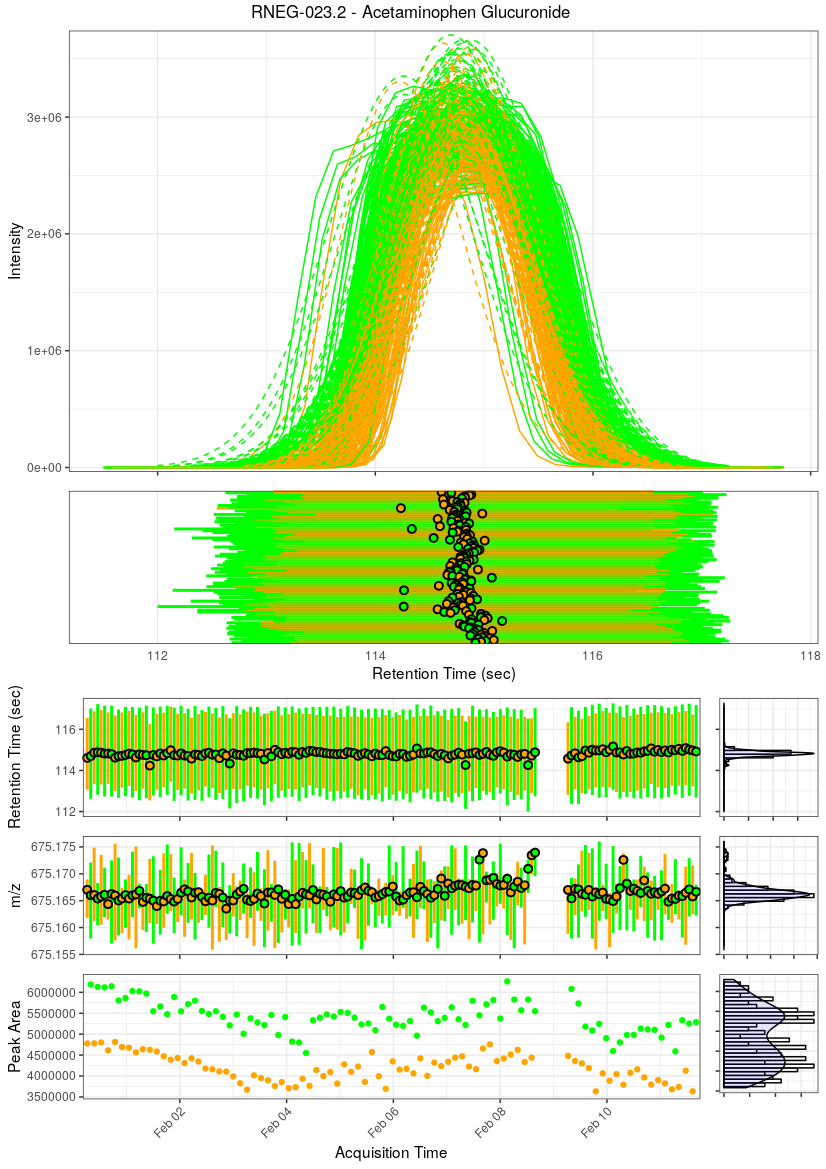 RNEG-023.2 - Acetaminophen Glucuronide
Intensity
3e+06
2e+06
1e+06
0e+00
112
114
116
118
Retention Time (sec)
Retention Time (sec)
116
114
112
m/z
675.175
675.170
675.165
675.160
675.155
Peak Area
6000000
5500000
5000000
4500000
4000000
3500000
Feb 02
Feb 04
Feb 06
Feb 08
Feb 10
Acquisition Time